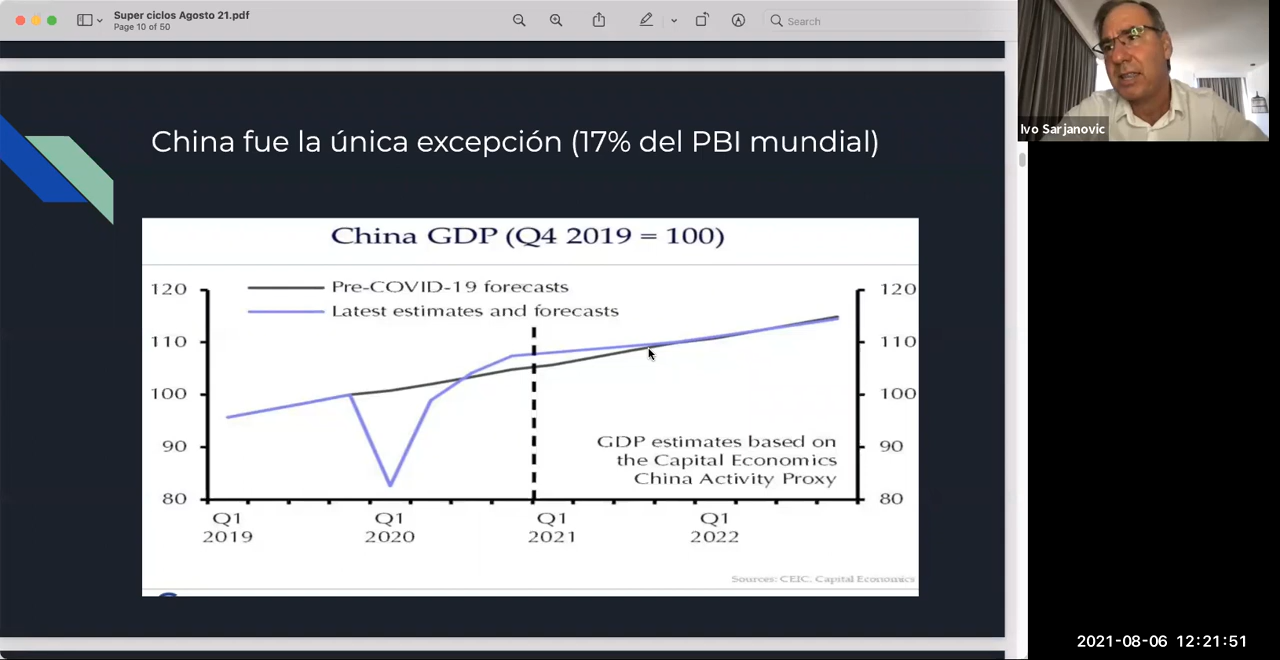 Super ciclos Agosto 21.pdf
Page 10 of 50
Search
Ivo Sarjanovic
China fue la única excepción (17% del PBI mundial)
China GDP (Q4 2019 = 100)
Pre-COVID-19 forecasts
Latest estimates and forecasts
120
110
100
90
80
120
110
100
90
80
GDP estimates based on
the Capital Economics
China Activity Proxy
Q1 Q1 Q1 Q1
2019 2020 2021 2022
Sources: CEIC, Capital Economics
2021-08-06 12:21:51